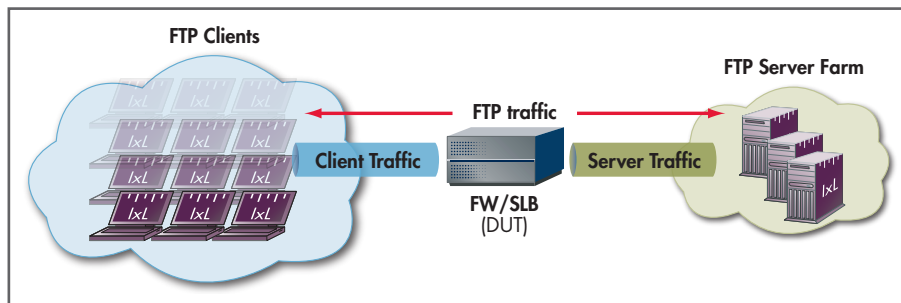 FTP Clients
FTP Server Farm
FTP traffic
Client Traffic
Server Traffic
FW/SLB
(DUT)
IxL IxL IxL
IxL IxL IxL
IxL IxL IxL
IxL IxL IxL
IxL